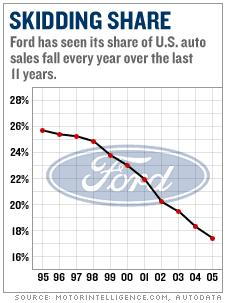 SKIDDING SHARE
Ford has seen its share of U.S. auto
sales fall every year over the last
11 years.
28%
26%
24%
22%
20%
18%
16%
Ford
95 96 97 98 99 00 01 02 03 04 05
SOURCE: MOTORINTELLIGENCE.COM, AUTODATA